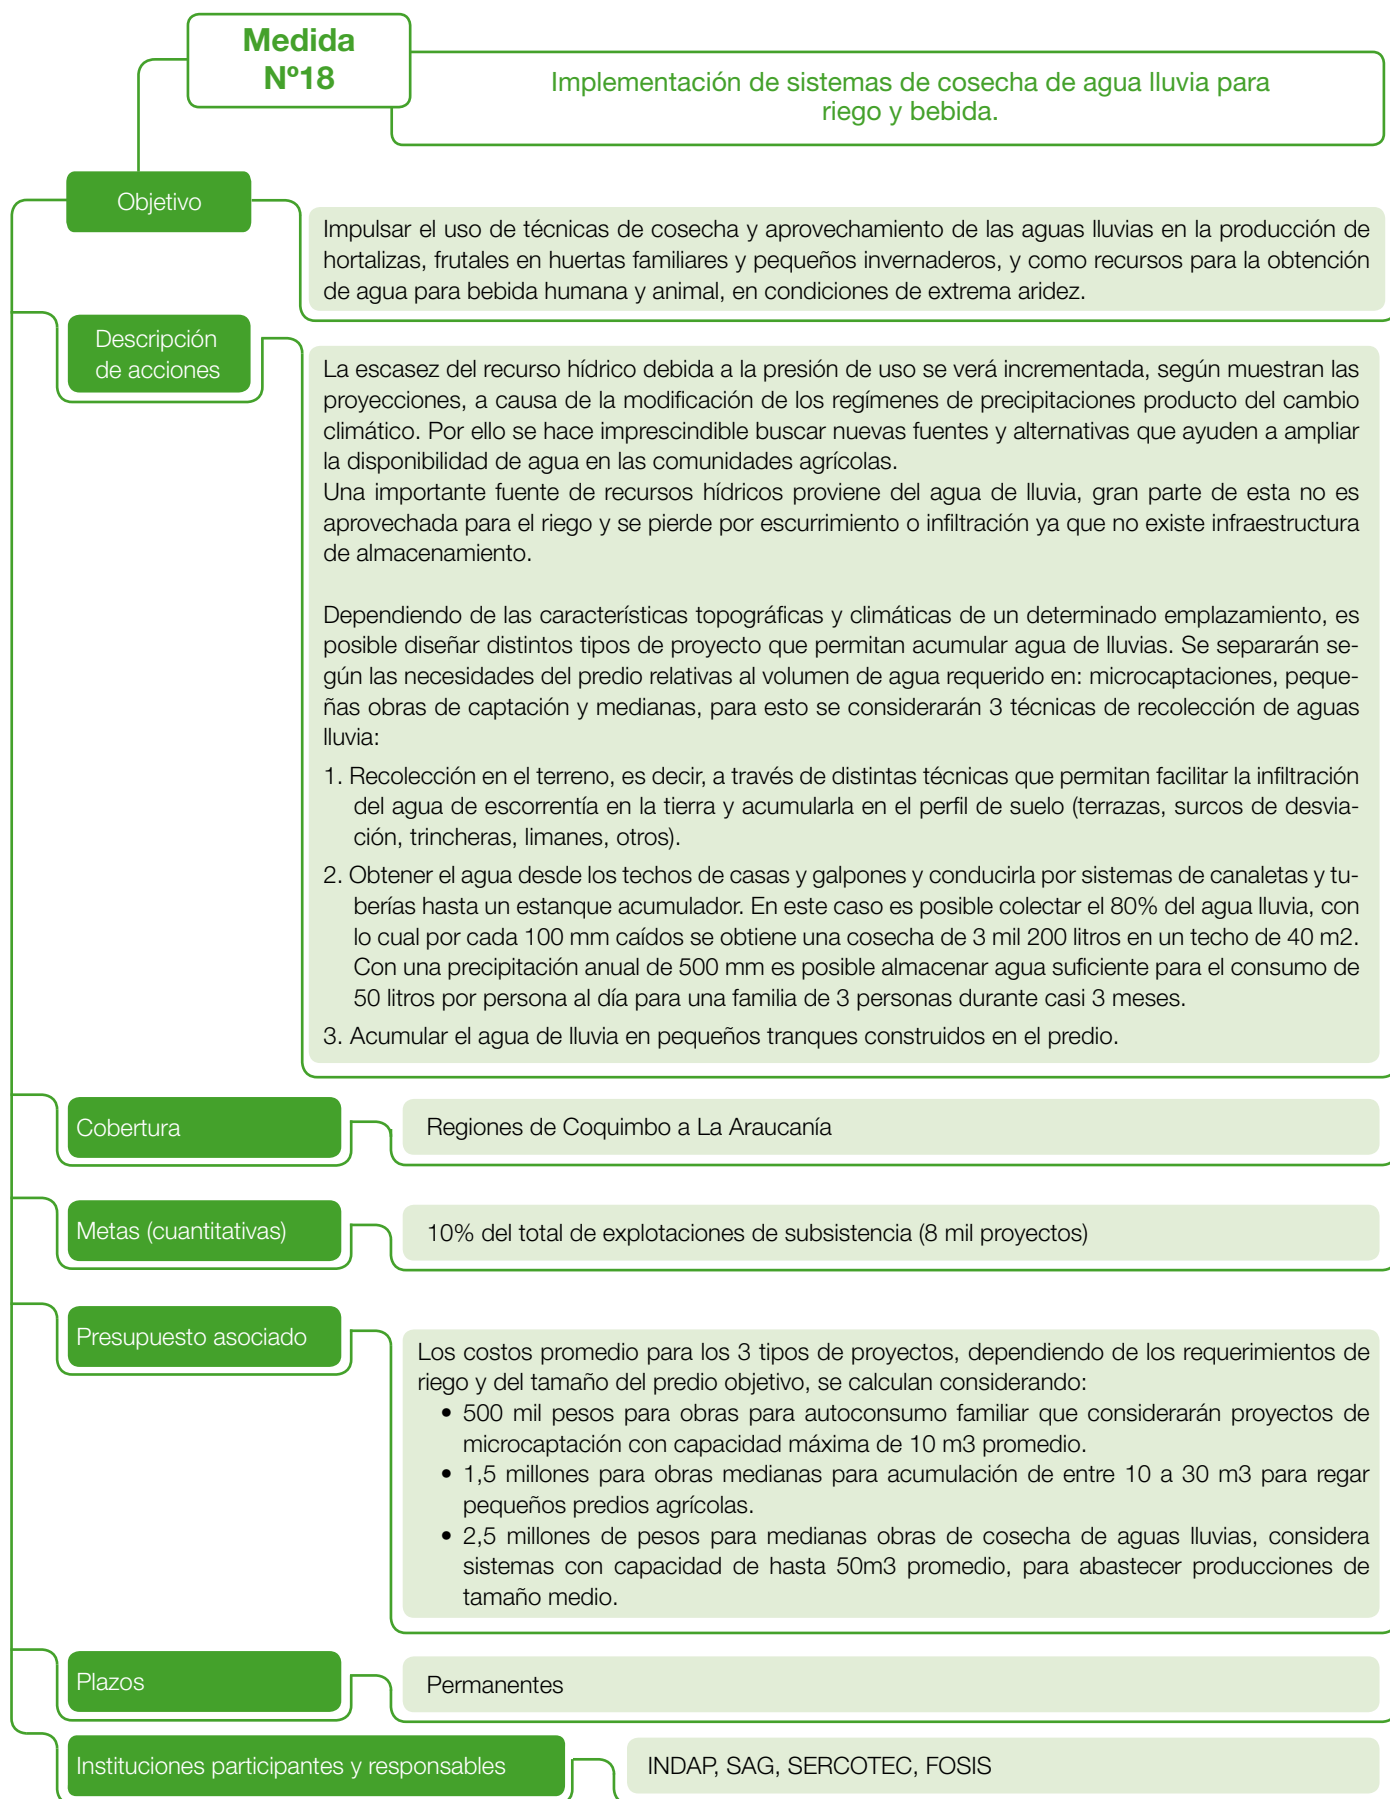 Medida
Nº18
Implementación de sistemas de cosecha de agua lluvia para
riego y bebida.
Objetivo
Impulsar el uso de técnicas de cosecha y aprovechamiento de las aguas lluvias en la producción de
hortalizas, frutales en huertas familiares y pequeños invernaderos, y como recursos para la obtención
de agua para bebida humana y animal, en condiciones de extrema aridez.
Descripción
de acciones
La escasez del recurso hídrico debida a la presión de uso se verá incrementada, según muestran las
proyecciones, a causa de la modificación de los regímenes de precipitaciones producto del cambio
climático. Por ello se hace imprescindible buscar nuevas fuentes y alternativas que ayuden a ampliar
la disponibilidad de agua en las comunidades agrícolas.
Una importante fuente de recursos hídricos proviene del agua de lluvia, gran parte de esta no es
aprovechada para el riego y se pierde por escurrimiento o infiltración ya que no existe infraestructura
de almacenamiento.
Dependiendo de las características topográficas y climáticas de un determinado emplazamiento, es
posible diseñar distintos tipos de proyecto que permitan acumular agua de lluvias. Se separarán se-
gún las necesidades del predio relativas al volumen de agua requerido en: microcaptaciones, peque-
ñas obras de captación y medianas, para esto se considerarán 3 técnicas de recolección de aguas
lluvia:
1. Recolección en el terreno, es decir, a través de distintas técnicas que permitan facilitar la infiltración
del agua de escorrentía en la tierra y acumularla en el perfil de suelo (terrazas, surcos de desvia-
ción, trincheras, limanes, otros).
2. Obtener el agua desde los techos de casas y galpones y conducirla por sistemas de canaletas y tu-
berías hasta un estanque acumulador. En este caso es posible colectar el 80% del agua lluvia, con
lo cual por cada 100 mm caídos se obtiene una cosecha de 3 mil 200 litros en un techo de 40 m2.
Con una precipitación anual de 500 mm es posible almacenar agua suficiente para el consumo de
50 litros por persona al día para una familia de 3 personas durante casi 3 meses.
3. Acumular el agua de lluvia en pequeños tranques construidos en el predio.
Cobertura
Regiones de Coquimbo a La Araucanía
Metas (cuantitativas)
10% del total de explotaciones de subsistencia (8 mil proyectos)
Presupuesto asociado
Los costos promedio para los 3 tipos de proyectos, dependiendo de los requerimientos de
riego y del tamaño del predio objetivo, se calculan considerando:
• 500 mil pesos para obras para autoconsumo familiar que considerarán proyectos de
microcaptación con capacidad máxima de 10 m3 promedio.
• 1,5 millones para obras medianas para acumulación de entre 10 a 30 m3 para regar
pequeños predios agrícolas.
• 2,5 millones de pesos para medianas obras de cosecha de aguas lluvias, considera
sistemas con capacidad de hasta 50m3 promedio, para abastecer producciones de
tamaño medio.
Plazos
Permanentes
Instituciones participantes y responsables
INDAP, SAG, SERCOTEC, FOSIS